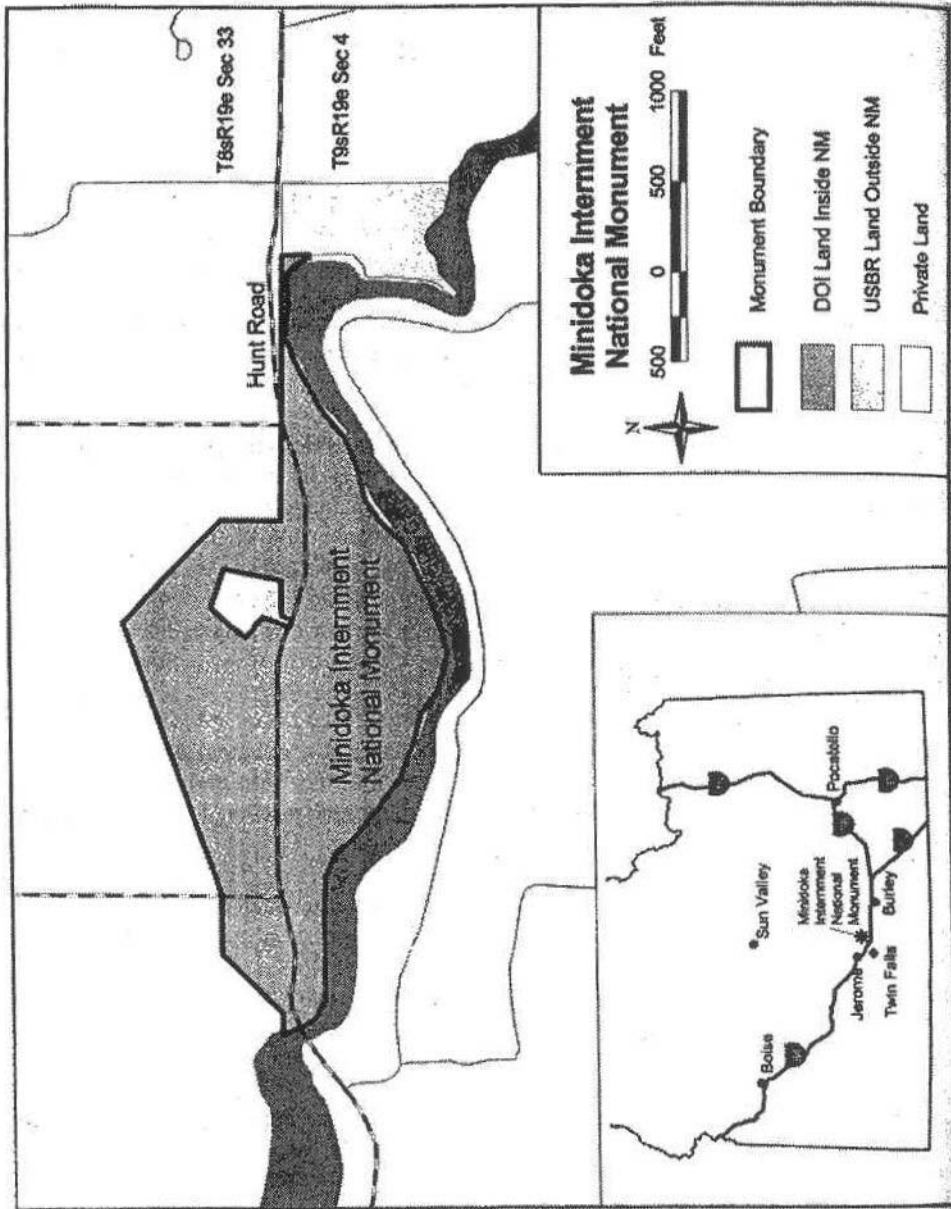 T8sR19e Sec 33
T9sR19e Sec 4
Hunt Road
Minidoka Internment
National Monument
Minidoka Internment
National Monument
500 0 500 1000 Feet
N
Monument Boundary
DOI Land Inside NM
USBR Land Outside NM
Private Land
Boise
Sun Valley
Jerome
Twin Falls
Minidoka
Internment
National
Monument
Burley
Pocatello